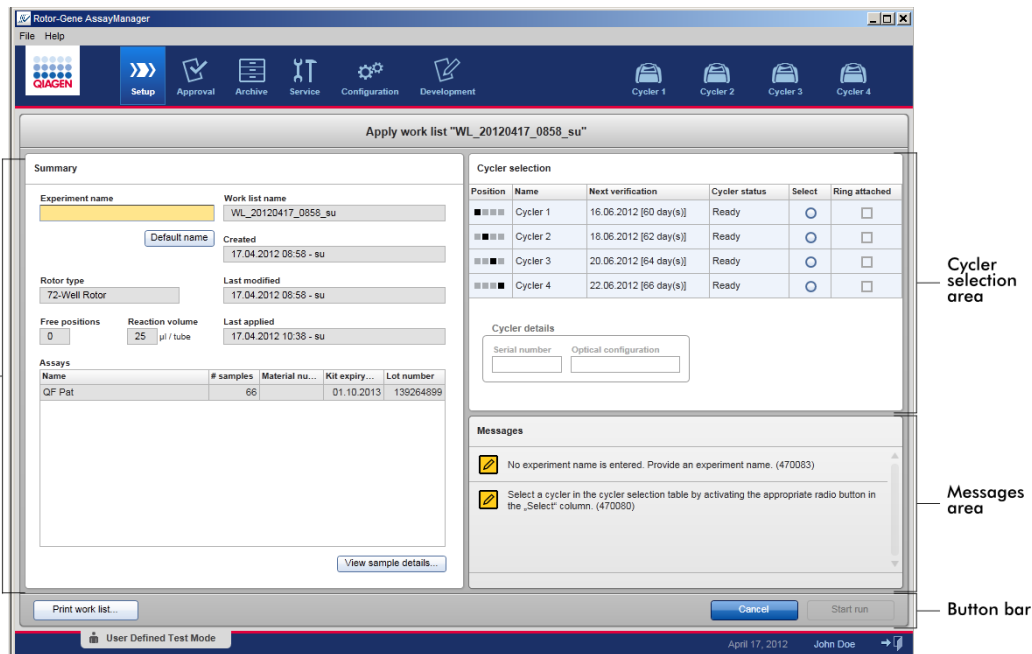 Rotor-Gene AssayManager
File Help
QIAGEN
Setup Approval Archive Service Configuration Development Cycler 1 Cycler 2 Cycler 3 Cycler 4
Apply work list "WL_20120417_0858_su"
Summary
Experiment name Work list name
WL_20120417_0858_su
Default name Created
17.04.2012 08:58 - su
Rotor type Last modified
72-Well Rotor 17.04.2012 08:58 - su
Free positions Reaction volume Last applied
0 25 µl / tube 17.04.2012 10:38 - su
Assays
Name # samples Material nu... Kit expiry... Lot number
QF Pat 66 01.10.2013 139264899
View sample details...
Cycler selection
Position Name Next verification Cycler status Select Ring attached
Cycler 1 16.06.2012 [60 day(s)] Ready
Cycler 2 18.06.2012 [62 day(s)] Ready
Cycler 3 20.06.2012 [64 day(s)] Ready
Cycler 4 22.06.2012 [66 day(s)] Ready
Cycler details
Serial number Optical configuration
Cycler
selection
area
Messages
No experiment name is entered. Provide an experiment name. (470083)
Select a cycler in the cycler selection table by activating the appropriate radio button in
the „Select" column. (470080)
Messages
area
Print work list... Cancel Start run
Button bar
User Defined Test Mode April 17, 2012 John Doe